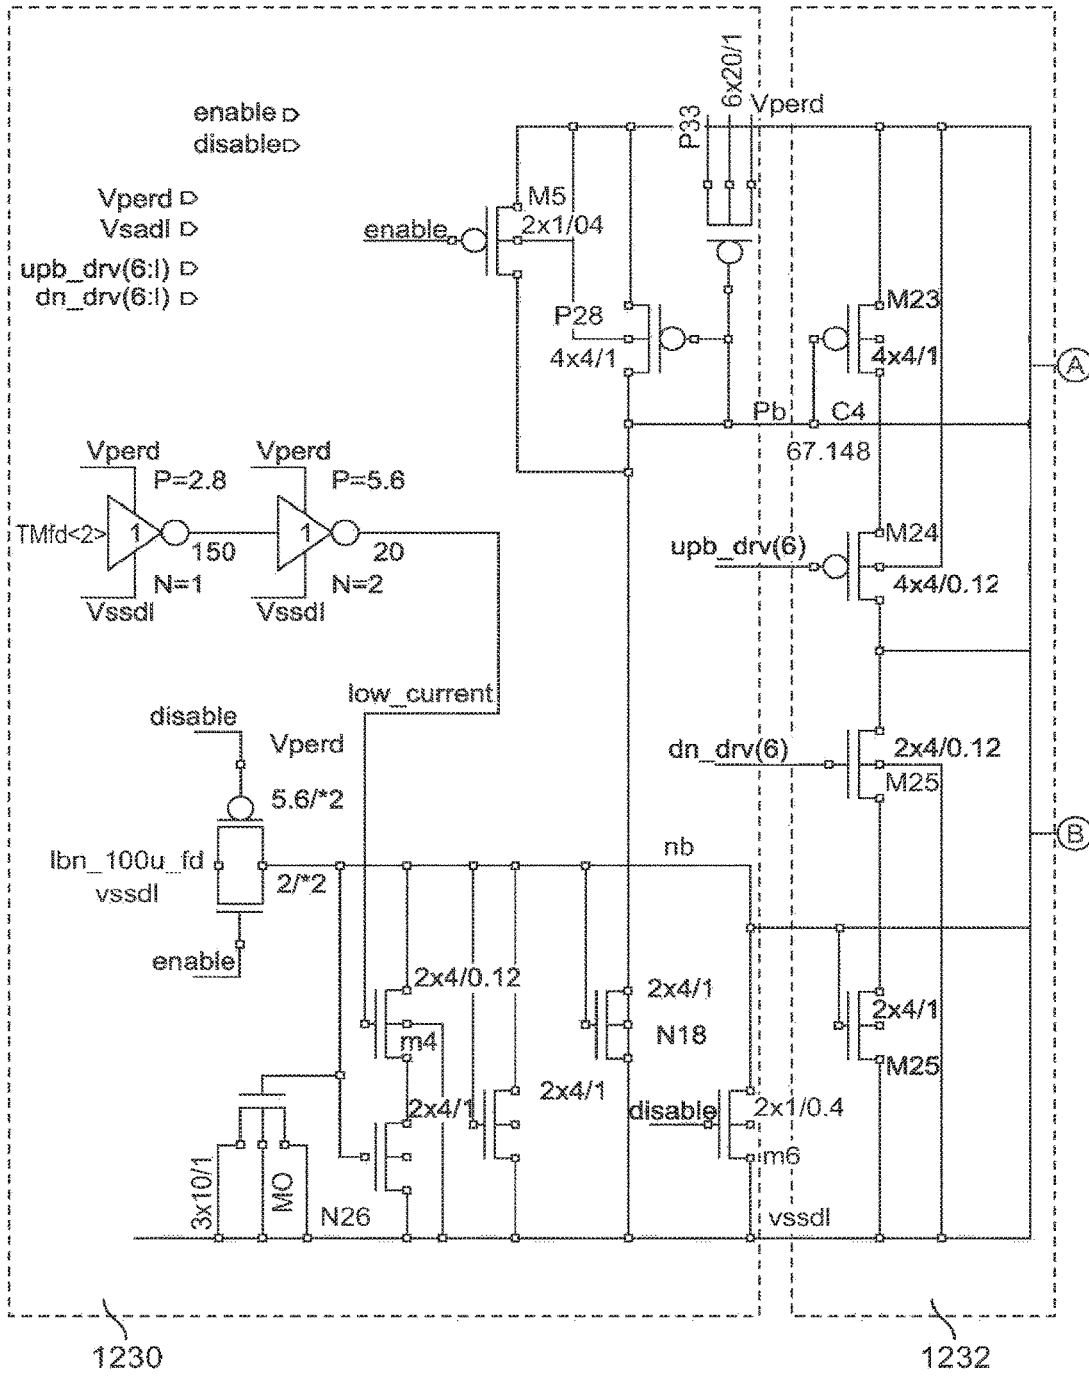 enable
disable
Vperd
Vsadl
upb_drv(6:l)
dn_drv(6:l)
enable
M5
2x1/04
P33
6x20/1
Vperd
P28
4x4/1
M23
4x4/1
A
Pb
C4
67.148
Vperd
P=2.8
Vperd
P=5.6
TMfd<2>
1
150
1
20
N=1
Vssdl
N=2
Vssdl
upb_drv(6)
M24
4x4/0.12
low_current
disable
Vperd
5.6/*2
dn_drv(6)
2x4/0.12
M25
B
lbn_100u_fd
vssdl
2/*2
nb
enable
2x4/0.12
m4
2x4/1
N18
2x4/1
M25
2x4/1
2x4/1
disable
2x1/0.4
m6
3x10/1
MO
N26
vssdl
1230
1232